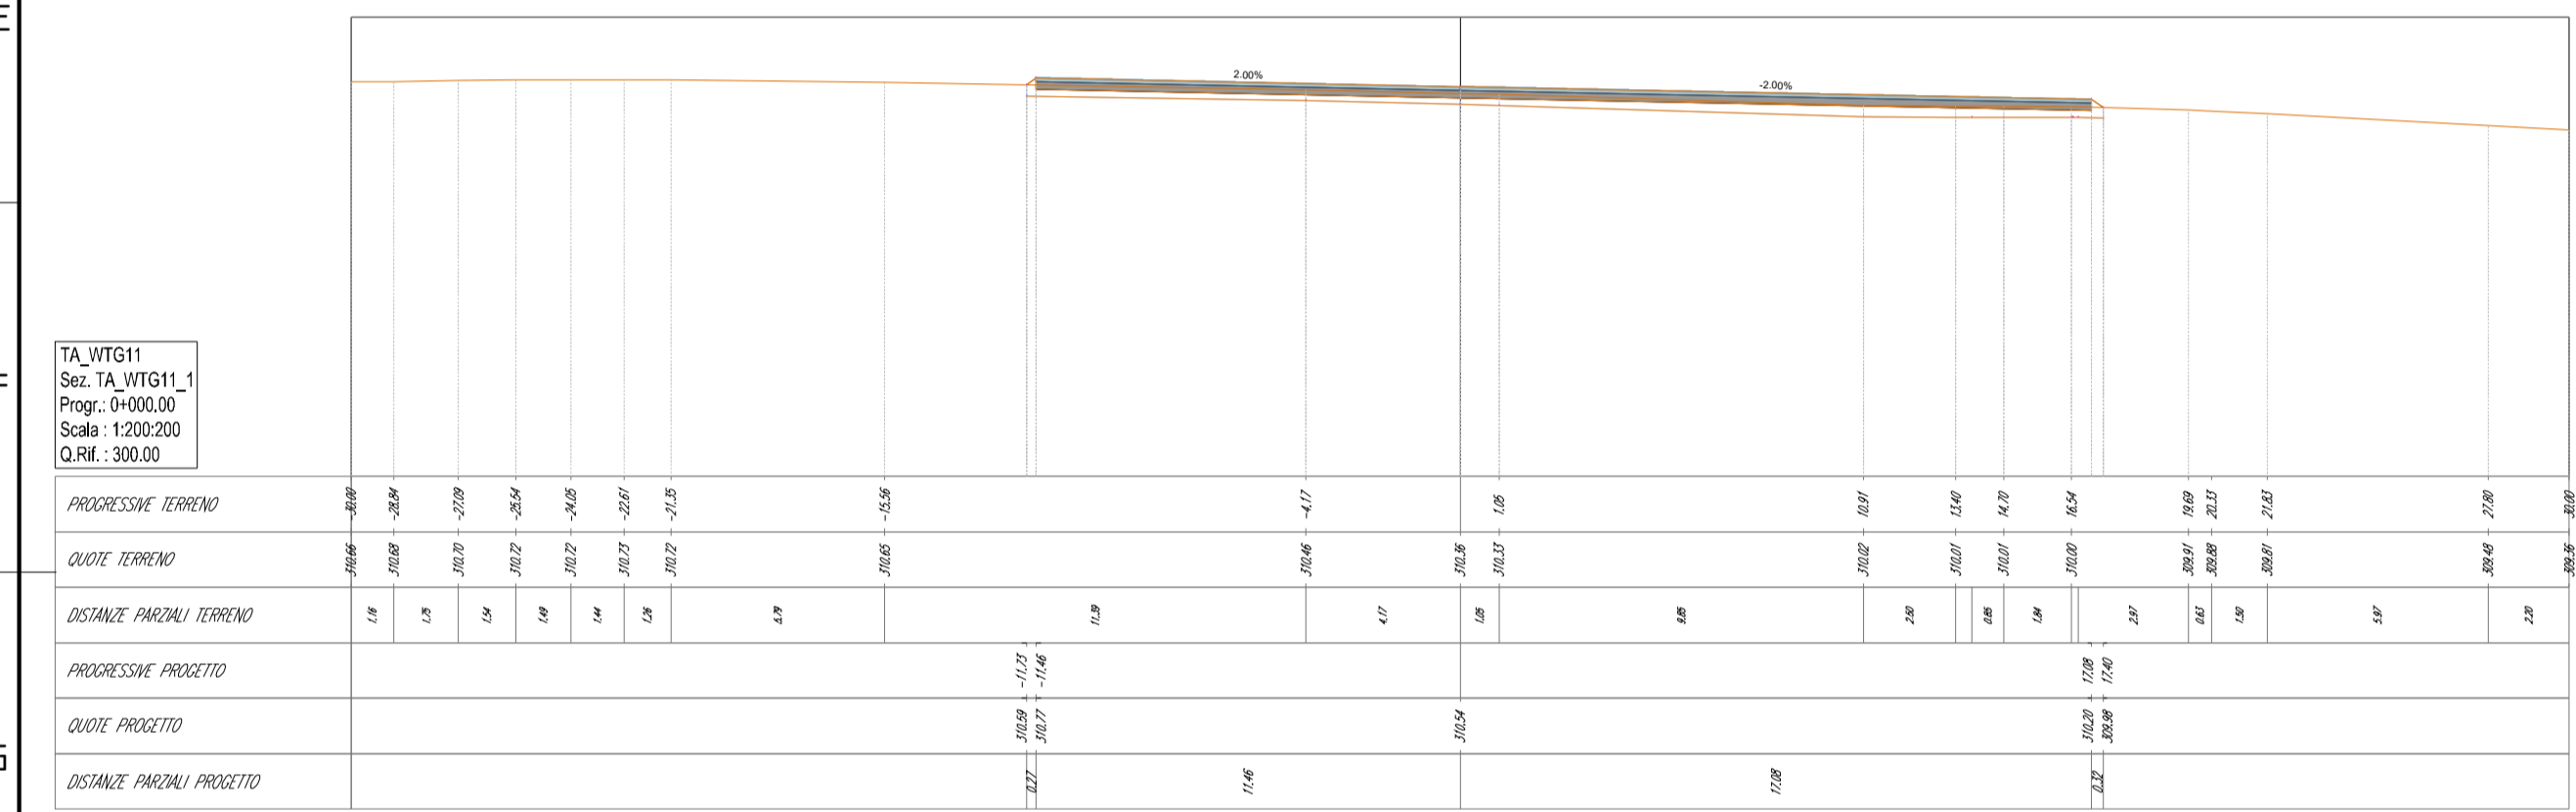 2.00%
-2.00%
TA_WTG11
Sez. TA_WTG11_1
Progr.: 0+000.00
Scala : 1:200:200
Q.Rif. : 300.00
PROGRESSIVE TERRENO -30.00 -28.84 -27.09 -25.54 -24.05 -22.61 -21.35 -15.56 -4.17 1.05 10.91 13.40 14.70 16.54 19.69 20.33 21.83 27.80 30.00
QUOTE TERRENO 310.66 310.68 310.70 310.72 310.72 310.73 310.72 310.65 310.46 310.36 310.33 310.02 310.01 310.01 310.00 309.91 309.88 309.81 309.48 309.36
DISTANZE PARZIALI TERRENO 1.16 1.75 1.54 1.49 1.44 1.26 5.79 11.39 4.17 1.05 9.85 2.50 0.85 1.84 2.97 0.63 1.50 5.97 2.20
PROGRESSIVE PROGETTO -11.73 -11.46 17.08 17.40
QUOTE PROGETTO 310.59 310.77 310.54 310.20 309.98
DISTANZE PARZIALI PROGETTO 0.27 11.46 17.08 0.32